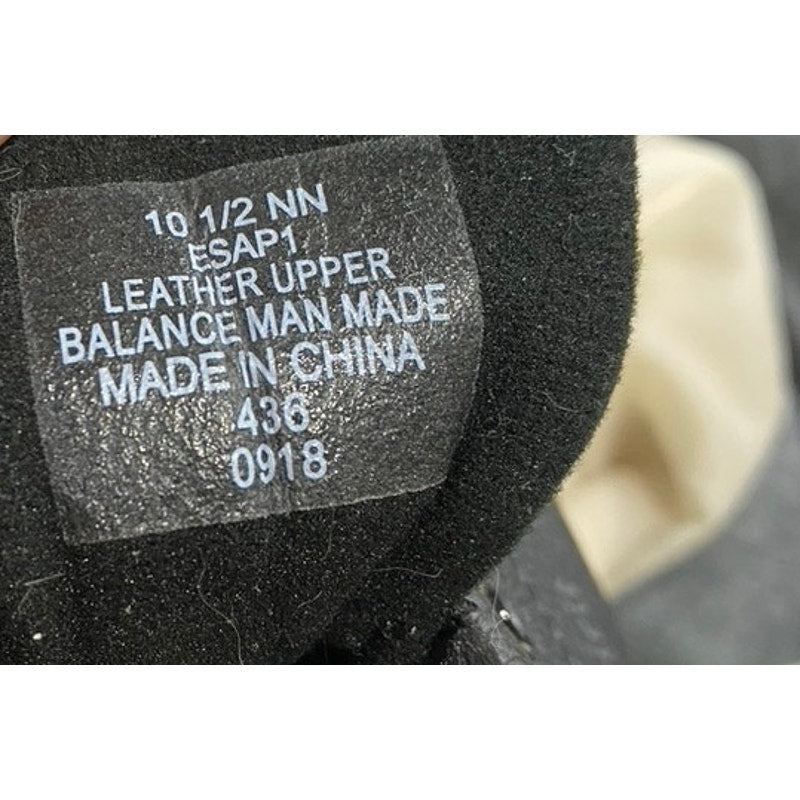 10 1/2 NN
ESAP1
LEATHER UPPER
BALANCE MAN MADE
MADE IN CHINA
436
0918